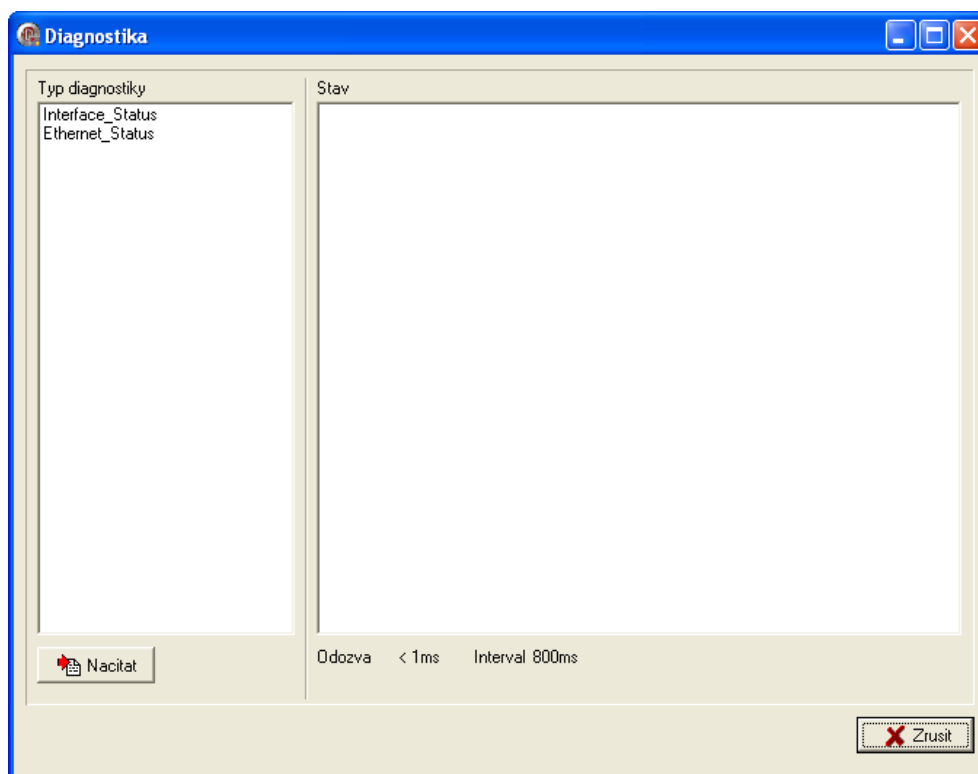 Diagnostika
Typ diagnostiky
Interface_Status
Ethernet_Status
Stav
Nacitat
Odozva < 1ms Interval 800ms
Zrusit